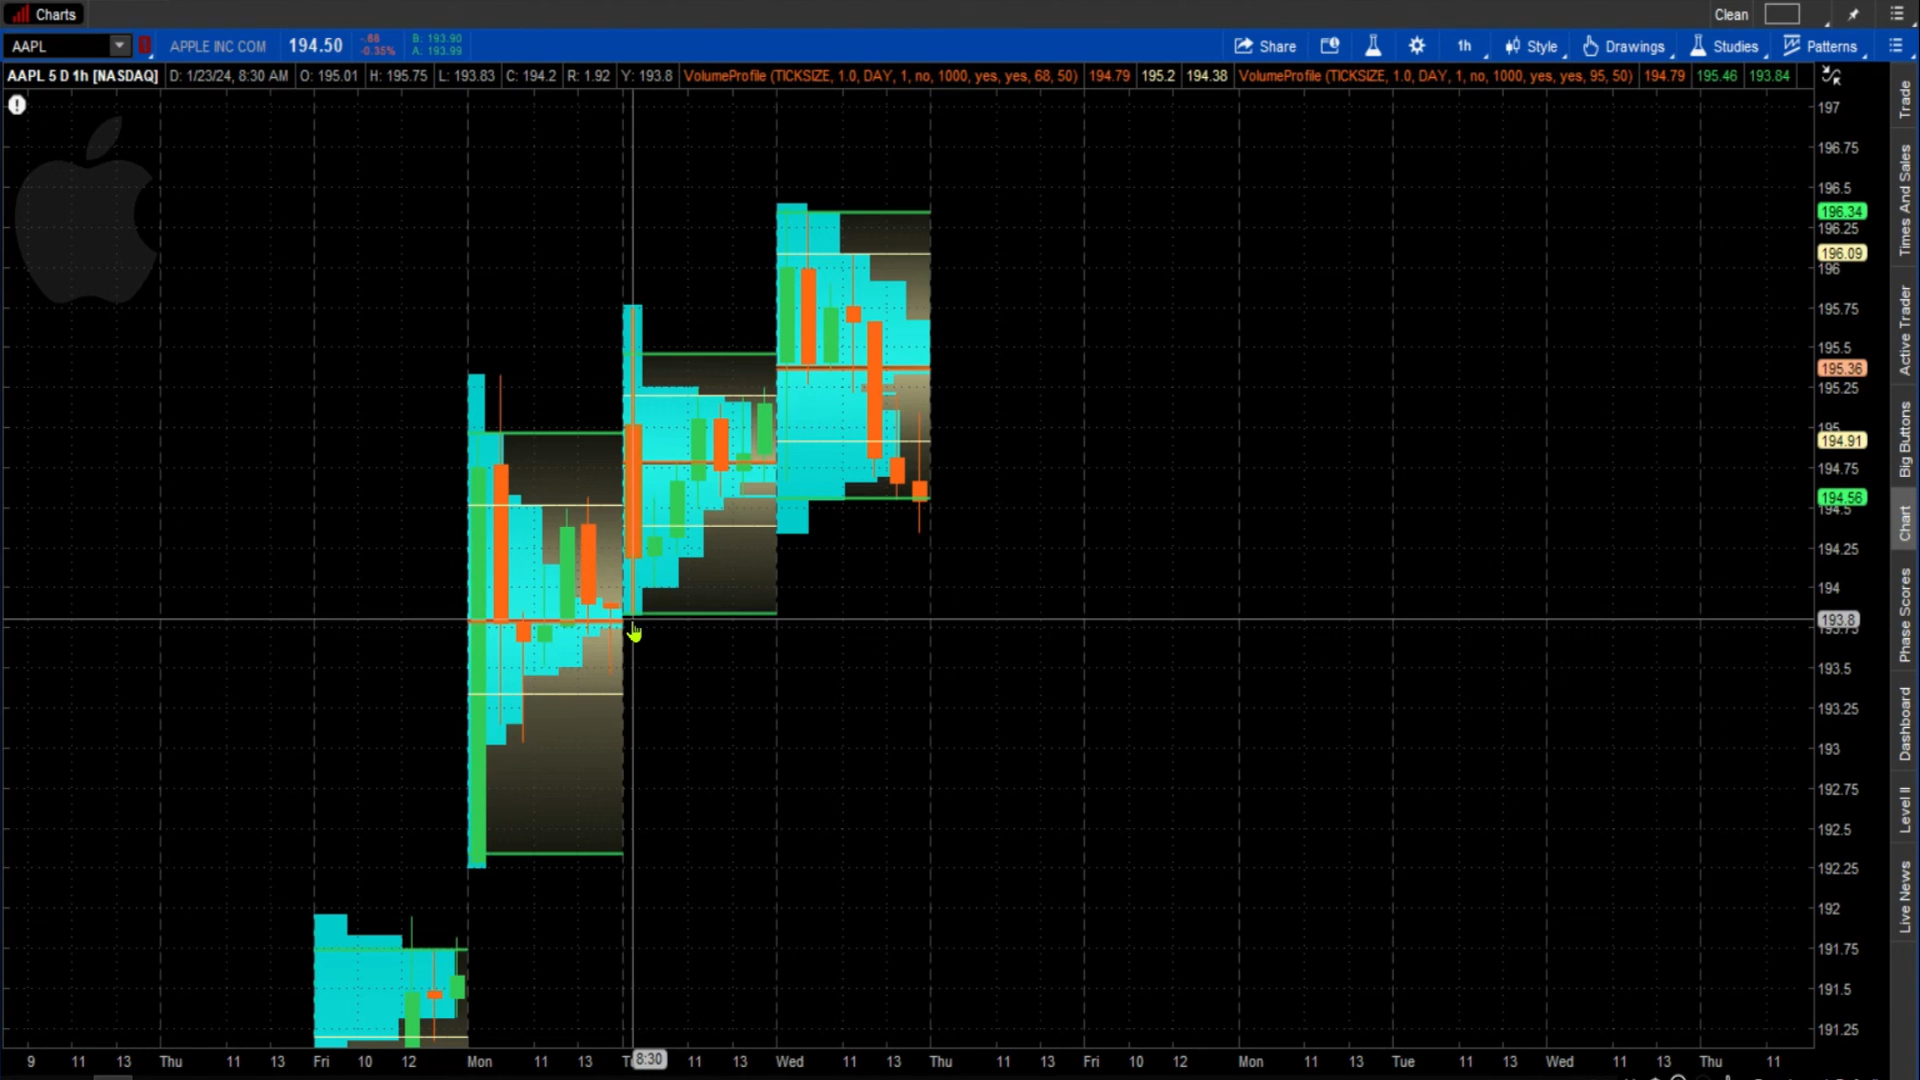 Charts
Clean
AAPL
APPLE INC COM
194.50
-.68
-0.35%
B: 193.90
A: 193.99
Share
1h
Style
Drawings
Studies
Patterns
AAPL 5 D 1h [NASDAQ]
D: 1/23/24, 8:30 AM
O: 195.01
H: 195.75
L: 193.83
C: 194.2
R: 1.92
Y: 193.8
VolumeProfile (TICKSIZE, 1.0, DAY, 1, no, 1000, yes, yes, 68, 50)
194.79
195.2
194.38
VolumeProfile (TICKSIZE, 1.0, DAY, 1, no, 1000, yes, yes, 95, 50)
194.79
195.46
193.84
197
196.75
196.5
196.34
196.25
196.09
196
195.75
195.5
195.36
195.25
195
194.91
194.75
194.56
194.5
194.25
194
193.8
193.75
193.5
193.25
193
192.75
192.5
192.25
192
191.75
191.5
191.25
Trade
Times And Sales
Active Trader
Big Buttons
Chart
Phase Scores
Dashboard
Level II
Live News
9 11 13 Thu 11 13 Fri 10 12 Mon 11 13 8:30 11 13 Wed 11 13 Thu 11 13 Fri 10 12 Mon 11 13 Tue 11 13 Wed 11 13 Thu 11